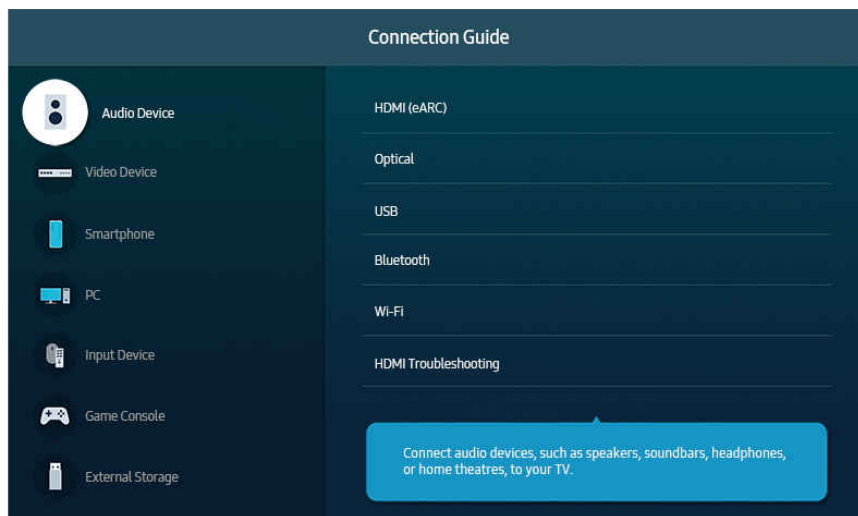 Connection Guide
Audio Device
Video Device
Smartphone
PC
Input Device
Game Console
External Storage
HDMI (eARC)
Optical
USB
Bluetooth
Wi-Fi
HDMI Troubleshooting
Connect audio devices, such as speakers, soundbars, headphones,
or home theatres, to your TV.